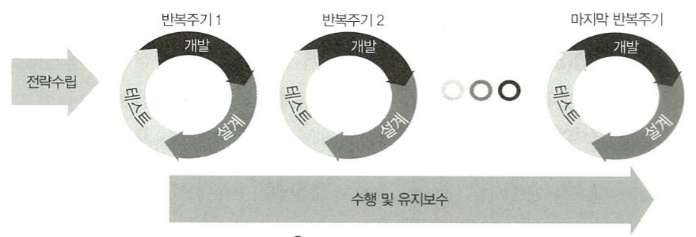 반복주기 1
반복주기 2
마지막 반복주기
전략수립
개발
테스트
설계
개발
테스트
설계
개발
테스트
설계
수행 및 유지보수